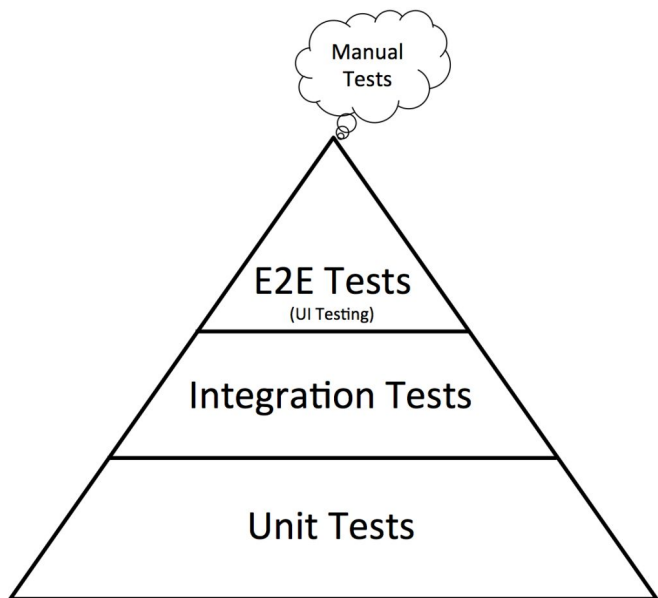 Manual
Tests
E2E Tests
(UI Testing)
Integration Tests
Unit Tests